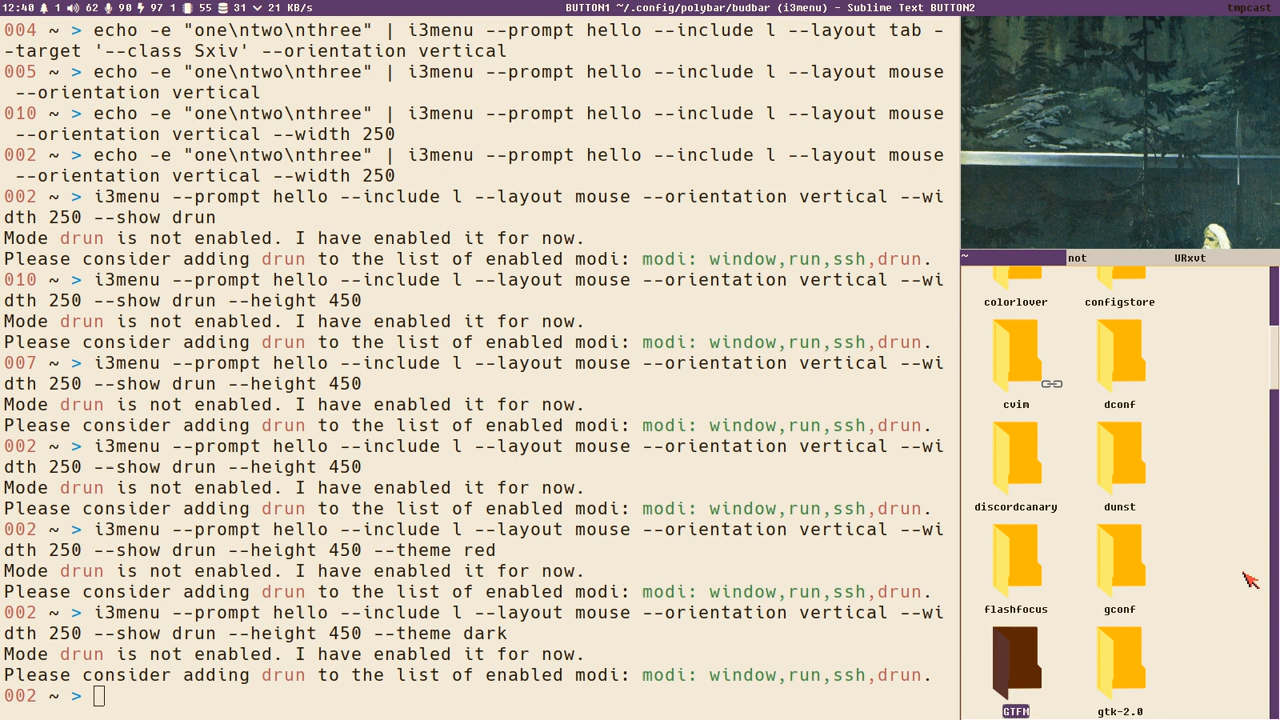 12:40 1 62 90 97 1 55 31 21 KB/s BUTTON1 ~/.config/polybar/budbar (i3menu) - Sublime Text BUTTON2 tmpcast
004 ~ > echo -e "one\ntwo\nthree" | i3menu --prompt hello --include l --layout tab -
-target '--class Sxiv' --orientation vertical
005 ~ > echo -e "one\ntwo\nthree" | i3menu --prompt hello --include l --layout mouse
--orientation vertical
010 ~ > echo -e "one\ntwo\nthree" | i3menu --prompt hello --include l --layout mouse
--orientation vertical --width 250
002 ~ > echo -e "one\ntwo\nthree" | i3menu --prompt hello --include l --layout mouse
--orientation vertical --width 250
002 ~ > i3menu --prompt hello --include l --layout mouse --orientation vertical --wi
dth 250 --show drun
Mode drun is not enabled. I have enabled it for now.
Please consider adding drun to the list of enabled modi: modi: window,run,ssh,drun.
010 ~ > i3menu --prompt hello --include l --layout mouse --orientation vertical --wi
dth 250 --show drun --height 450
Mode drun is not enabled. I have enabled it for now.
Please consider adding drun to the list of enabled modi: modi: window,run,ssh,drun.
007 ~ > i3menu --prompt hello --include l --layout mouse --orientation vertical --wi
dth 250 --show drun --height 450
Mode drun is not enabled. I have enabled it for now.
Please consider adding drun to the list of enabled modi: modi: window,run,ssh,drun.
002 ~ > i3menu --prompt hello --include l --layout mouse --orientation vertical --wi
dth 250 --show drun --height 450
Mode drun is not enabled. I have enabled it for now.
Please consider adding drun to the list of enabled modi: modi: window,run,ssh,drun.
002 ~ > i3menu --prompt hello --include l --layout mouse --orientation vertical --wi
dth 250 --show drun --height 450 --theme red
Mode drun is not enabled. I have enabled it for now.
Please consider adding drun to the list of enabled modi: modi: window,run,ssh,drun.
002 ~ > i3menu --prompt hello --include l --layout mouse --orientation vertical --wi
dth 250 --show drun --height 450 --theme dark
Mode drun is not enabled. I have enabled it for now.
Please consider adding drun to the list of enabled modi: modi: window,run,ssh,drun.
002 ~ >
~ not URxvt
colorlover configstore
cvim dconf
discordcanary dunst
flashfocus gconf
GTFM gtk-2.0